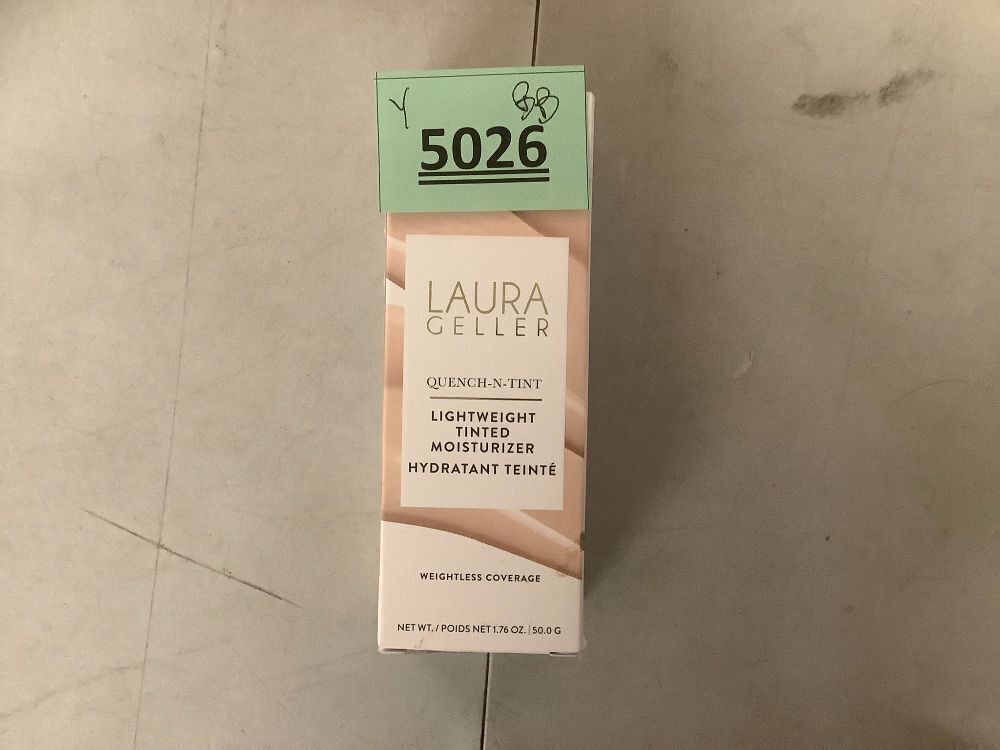 Y BB
5026
LAURA
GELLER
QUENCH-N-TINT
LIGHTWEIGHT
TINTED
MOISTURIZER
HYDRATANT TEINTÉ
WEIGHTLESS COVERAGE
NET WT. / POIDS NET 1.76 OZ. | 50.0 G